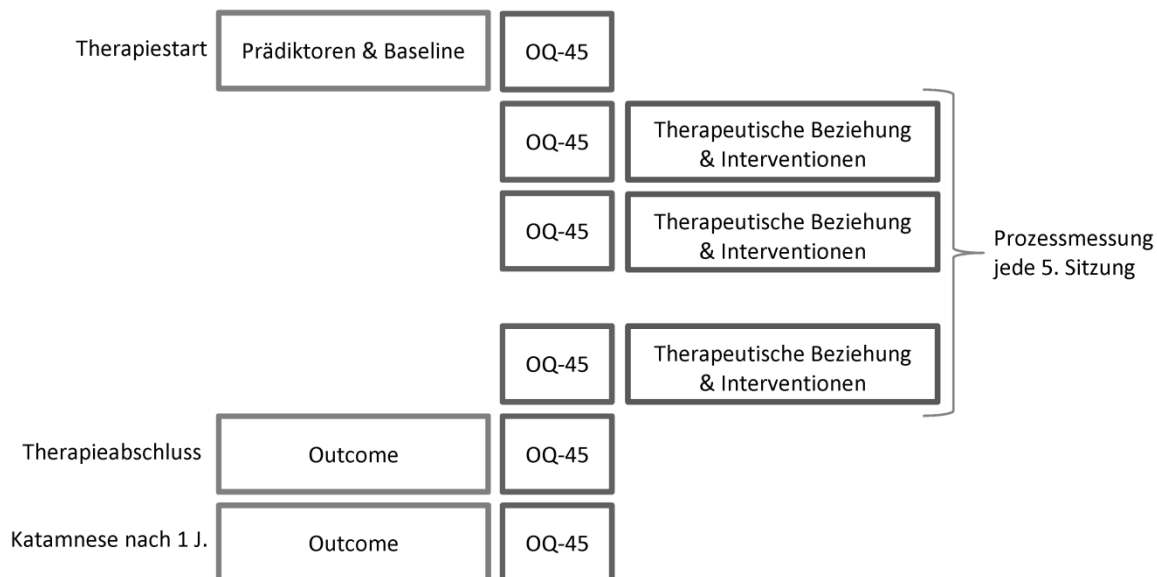 Therapiestart
Prädiktoren & Baseline
OQ-45
OQ-45
Therapeutische Beziehung
& Interventionen
OQ-45
Therapeutische Beziehung
& Interventionen
Prozessmessung
jede 5. Sitzung
OQ-45
Therapeutische Beziehung
& Interventionen
Therapieabschluss
Outcome
OQ-45
Katamnese nach 1 J.
Outcome
OQ-45